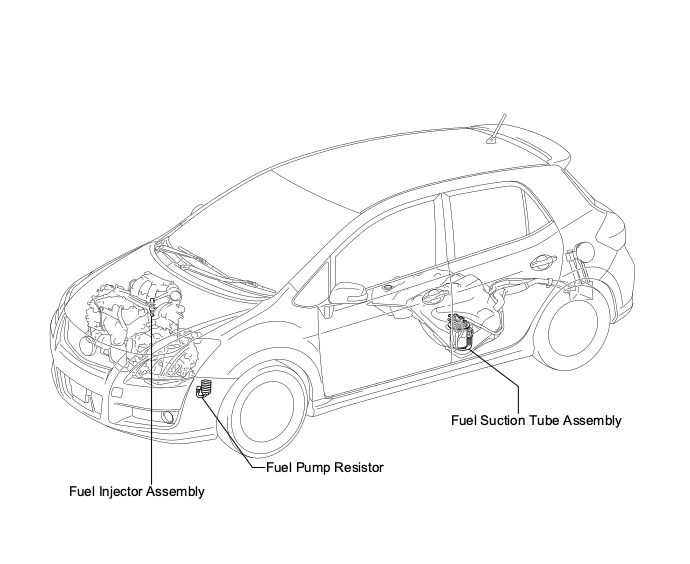 Fuel Suction Tube Assembly
Fuel Pump Resistor
Fuel Injector Assembly